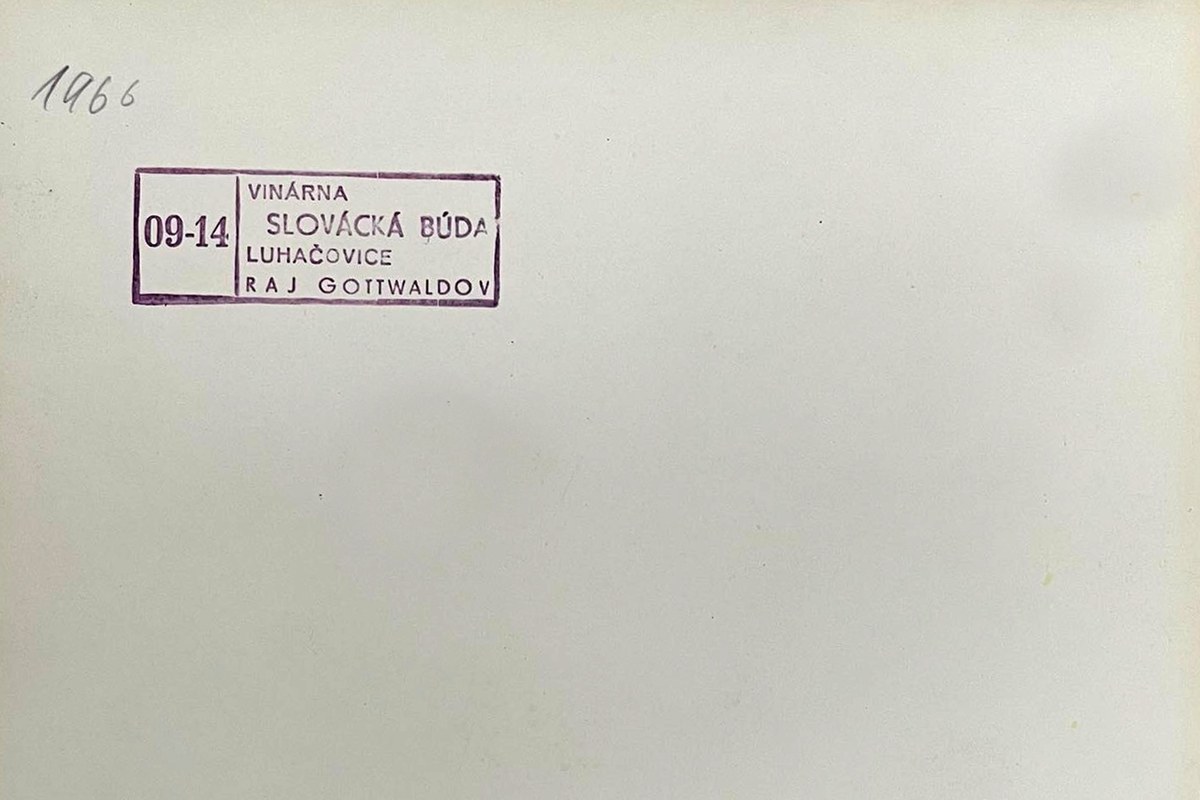 1966
09-14
VINÁRNA
SLOVÁCKÁ BÚDA
LUHAČOVICE
RAJ GOTTWALDOV